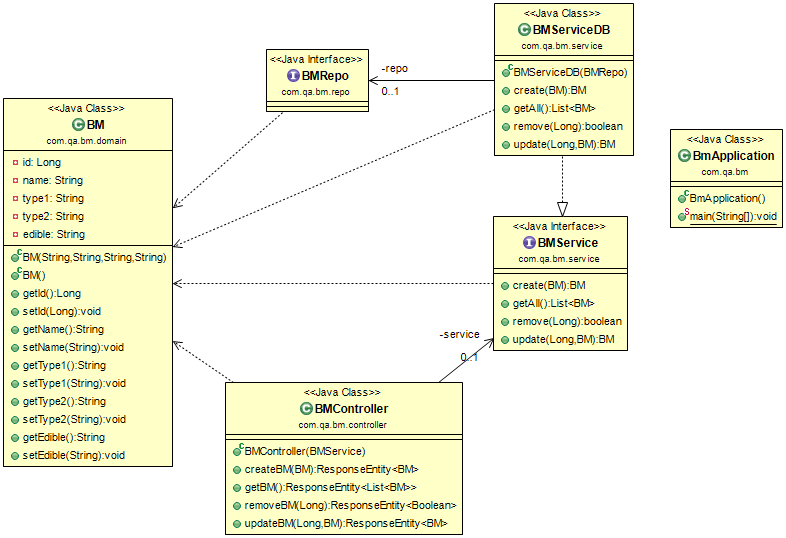 <<Java Class>>
BM
com.qa.bm.domain
id: Long
name: String
type1: String
type2: String
edible: String
BM(String,String,String,String)
BM()
getId():Long
setId(Long):void
getName():String
setName(String):void
getType1():String
setType1(String):void
getType2():String
setType2(String):void
getEdible():String
setEdible(String):void
<<Java Interface>>
BMRepo
com.qa.bm.repo
-repo
0..1
<<Java Class>>
BMServiceDB
com.qa.bm.service
BMServiceDB(BMRepo)
create(BM):BM
getAll():List<BM>
remove(Long):boolean
update(Long,BM):BM
<<Java Interface>>
BMService
com.qa.bm.service
create(BM):BM
getAll():List<BM>
remove(Long):boolean
update(Long,BM):BM
-service
0..1
<<Java Class>>
BMController
com.qa.bm.controller
BMController(BMService)
createBM(BM):ResponseEntity<BM>
getBM():ResponseEntity<List<BM>>
removeBM(Long):ResponseEntity<Boolean>
updateBM(Long,BM):ResponseEntity<BM>
<<Java Class>>
BmApplication
com.qa.bm
BmApplication()
main(String[]):void